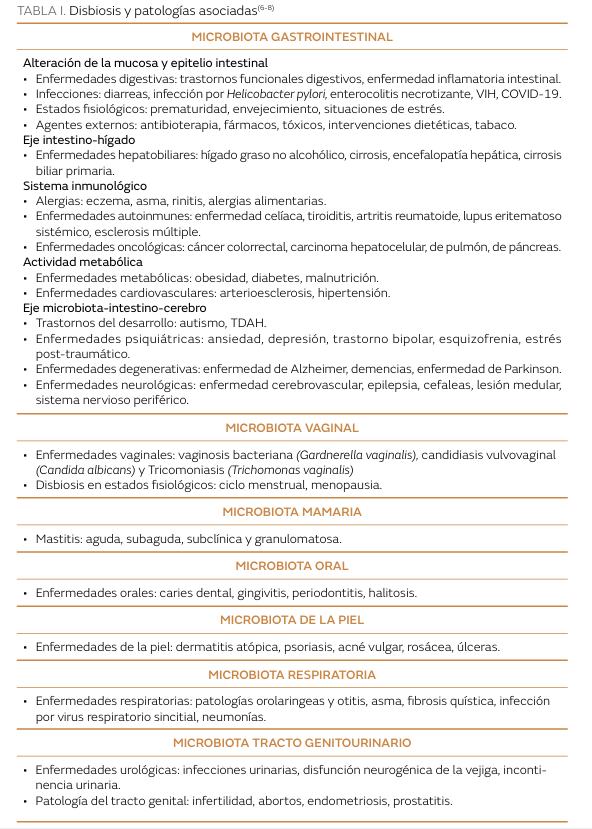 TABLA I. Disbiosis y patologías asociadas(6-8)
MICROBIOTA GASTROINTESTINAL
Alteración de la mucosa y epitelio intestinal
• Enfermedades digestivas: trastornos funcionales digestivos, enfermedad inflamatoria intestinal.
• Infecciones: diarreas, infección por Helicobacter pylori, enterocolitis necrotizante, VIH, COVID-19.
• Estados fisiológicos: prematuridad, envejecimiento, situaciones de estrés.
• Agentes externos: antibioterapia, fármacos, tóxicos, intervenciones dietéticas, tabaco.
Eje intestino-hígado
• Enfermedades hepatobiliares: hígado graso no alcohólico, cirrosis, encefalopatía hepática, cirrosis
biliar primaria.
Sistema inmunológico
• Alergias: eczema, asma, rinitis, alergias alimentarias.
• Enfermedades autoinmunes: enfermedad celíaca, tiroiditis, artritis reumatoide, lupus eritematoso
sistémico, esclerosis múltiple.
• Enfermedades oncológicas: cáncer colorrectal, carcinoma hepatocelular, de pulmón, de páncreas.
Actividad metabólica
• Enfermedades metabólicas: obesidad, diabetes, malnutrición.
• Enfermedades cardiovasculares: arterioesclerosis, hipertensión.
Eje microbiota-intestino-cerebro
• Trastornos del desarrollo: autismo, TDAH.
• Enfermedades psiquiátricas: ansiedad, depresión, trastorno bipolar, esquizofrenia, estrés
post-traumático.
• Enfermedades degenerativas: enfermedad de Alzheimer, demencias, enfermedad de Parkinson.
• Enfermedades neurológicas: enfermedad cerebrovascular, epilepsia, cefaleas, lesión medular,
sistema nervioso periférico.
MICROBIOTA VAGINAL
• Enfermedades vaginales: vaginosis bacteriana (Gardnerella vaginalis), candidiasis vulvovaginal
(Candida albicans) y Tricomoniasis (Trichomonas vaginalis)
• Disbiosis en estados fisiológicos: ciclo menstrual, menopausia.
MICROBIOTA MAMARIA
• Mastitis: aguda, subaguda, subclínica y granulomatosa.
MICROBIOTA ORAL
• Enfermedades orales: caries dental, gingivitis, periodontitis, halitosis.
MICROBIOTA DE LA PIEL
• Enfermedades de la piel: dermatitis atópica, psoriasis, acné vulgar, rosácea, úlceras.
MICROBIOTA RESPIRATORIA
• Enfermedades respiratorias: patologías orolaringeas y otitis, asma, fibrosis quística, infección
por virus respiratorio sincitial, neumonías.
MICROBIOTA TRACTO GENITOURINARIO
• Enfermedades urológicas: infecciones urinarias, disfunción neurogénica de la vejiga, inconti-
nencia urinaria.
• Patología del tracto genital: infertilidad, abortos, endometriosis, prostatitis.